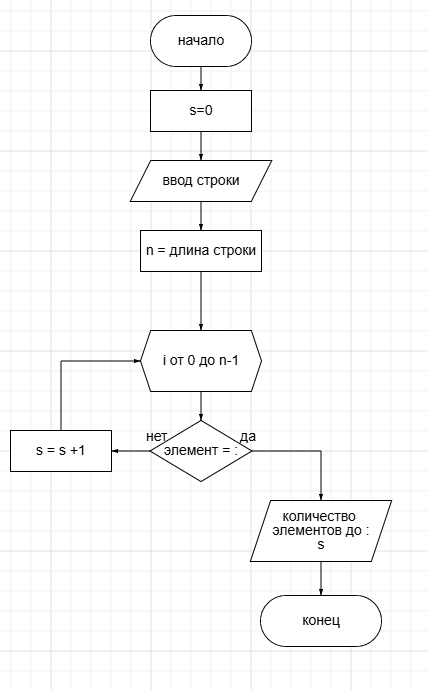 начало
s=0
ввод строки
n = длина строки
i от 0 до n-1
нет
да
элемент = :
s = s +1
количество
элементов до :
s
конец